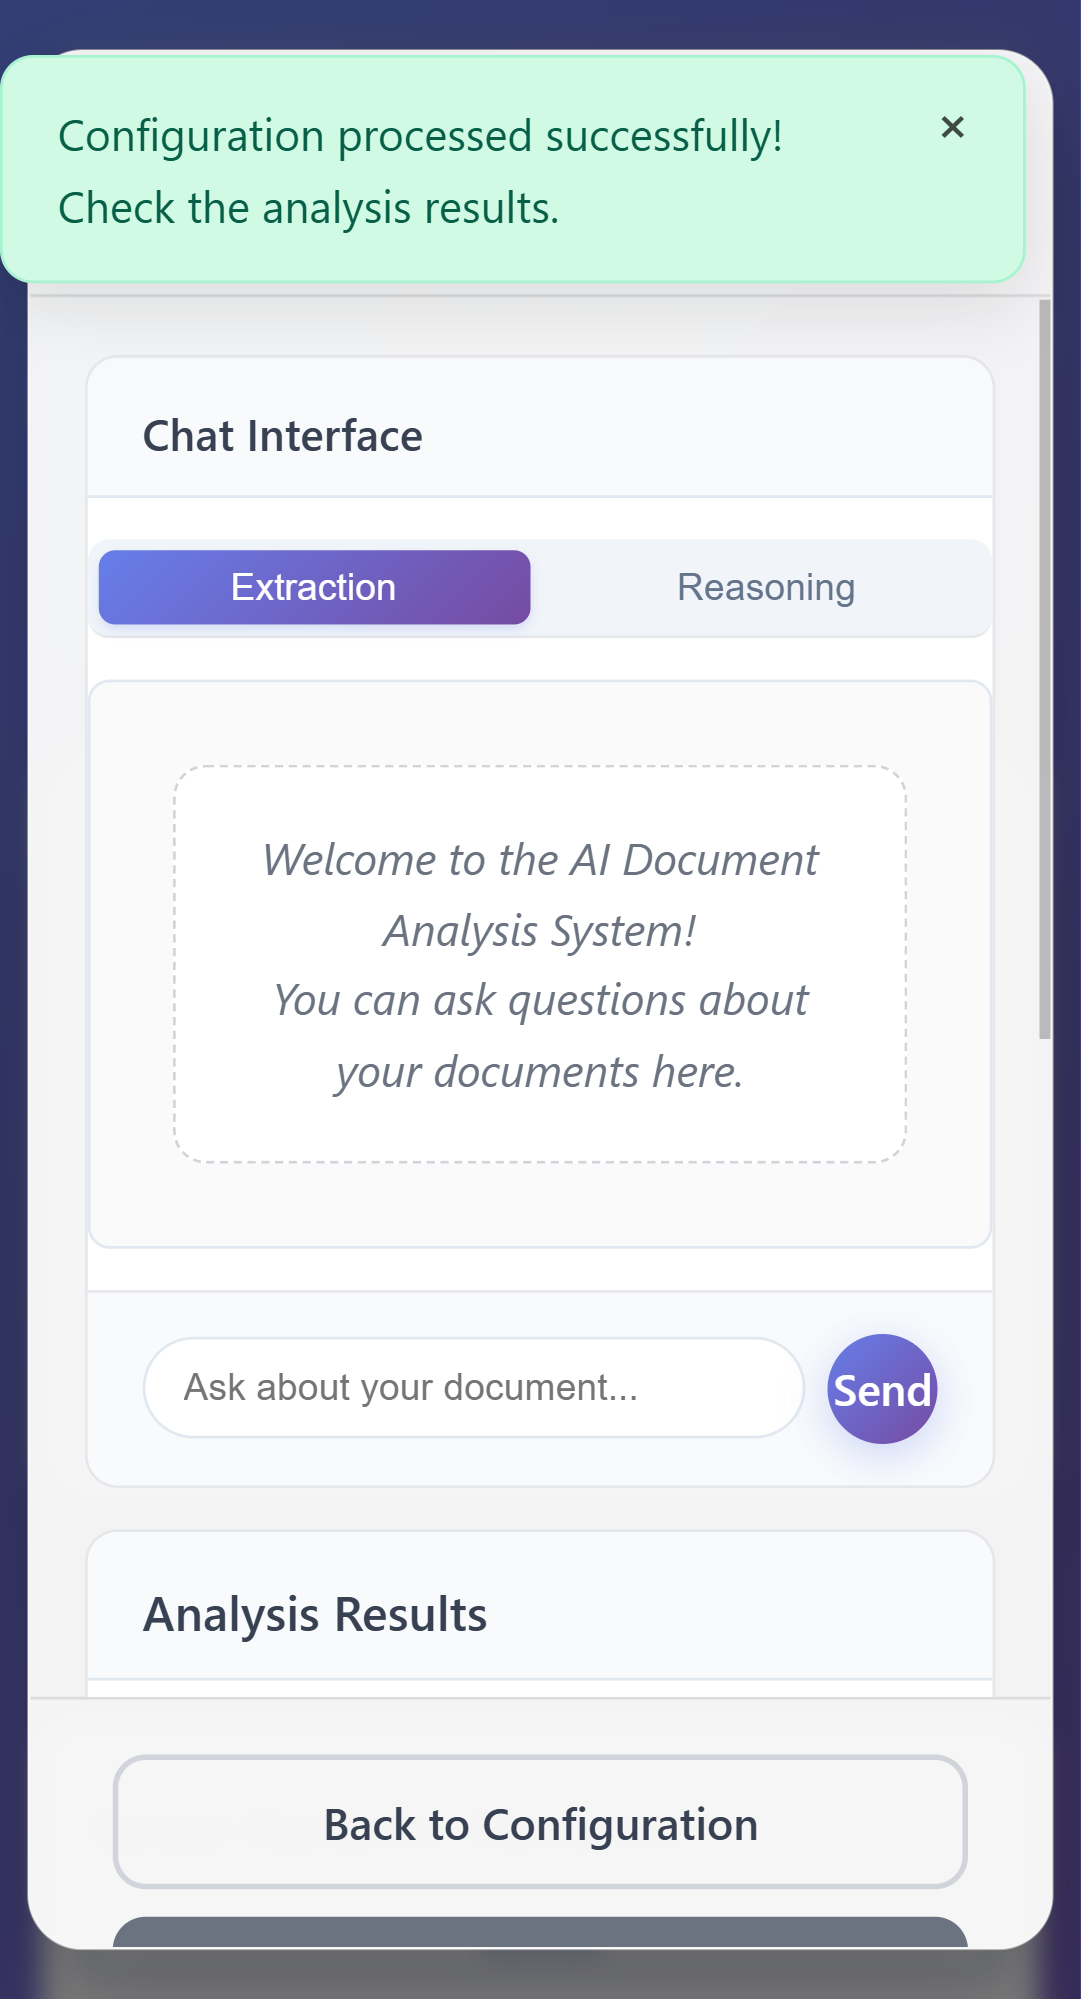 Configuration processed successfully!
Check the analysis results.
×
Chat Interface
Extraction
Reasoning
Welcome to the AI Document
Analysis System!
You can ask questions about
your documents here.
Ask about your document...
Send
Analysis Results
Back to Configuration